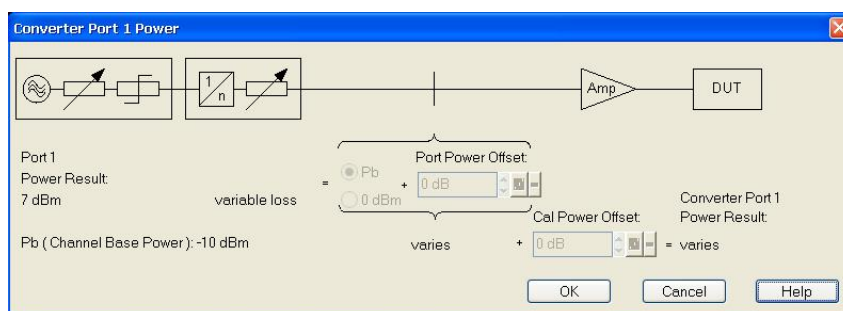 Converter Port 1 Power
1
n
Amp
DUT
Port 1
Power Result:
7 dBm
variable loss
=
Pb
0 dBm
+
Port Power Offset:
0 dB
Pb ( Channel Base Power ): -10 dBm
varies
+
Cal Power Offset:
0 dB
Converter Port 1
Power Result:
= varies
OK
Cancel
Help